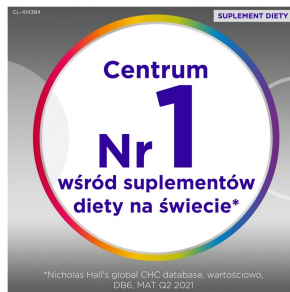 CL-414384
SUPLEMENT DIETY
Centrum
Nr 1
wśród suplementów
diety na świecie*
*Nicholas Hall's global CHC database, wartościowo,
DB6, MAT Q2 2021